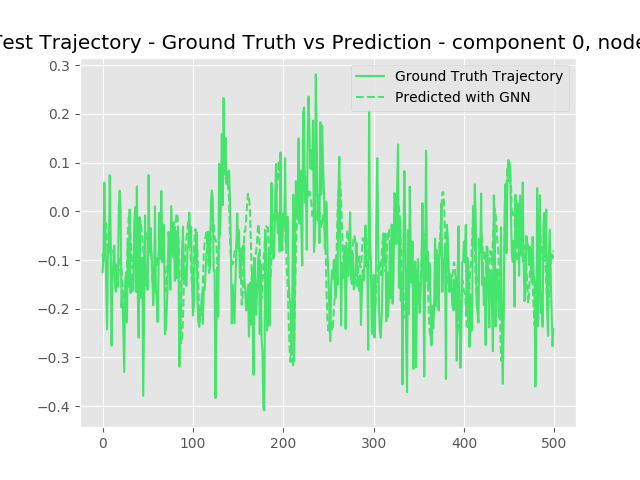 Test Trajectory - Ground Truth vs Prediction - component 0, node
Ground Truth Trajectory
Predicted with GNN
0.3
0.2
0.1
0.0
−0.1
−0.2
−0.3
−0.4
0 100 200 300 400 500